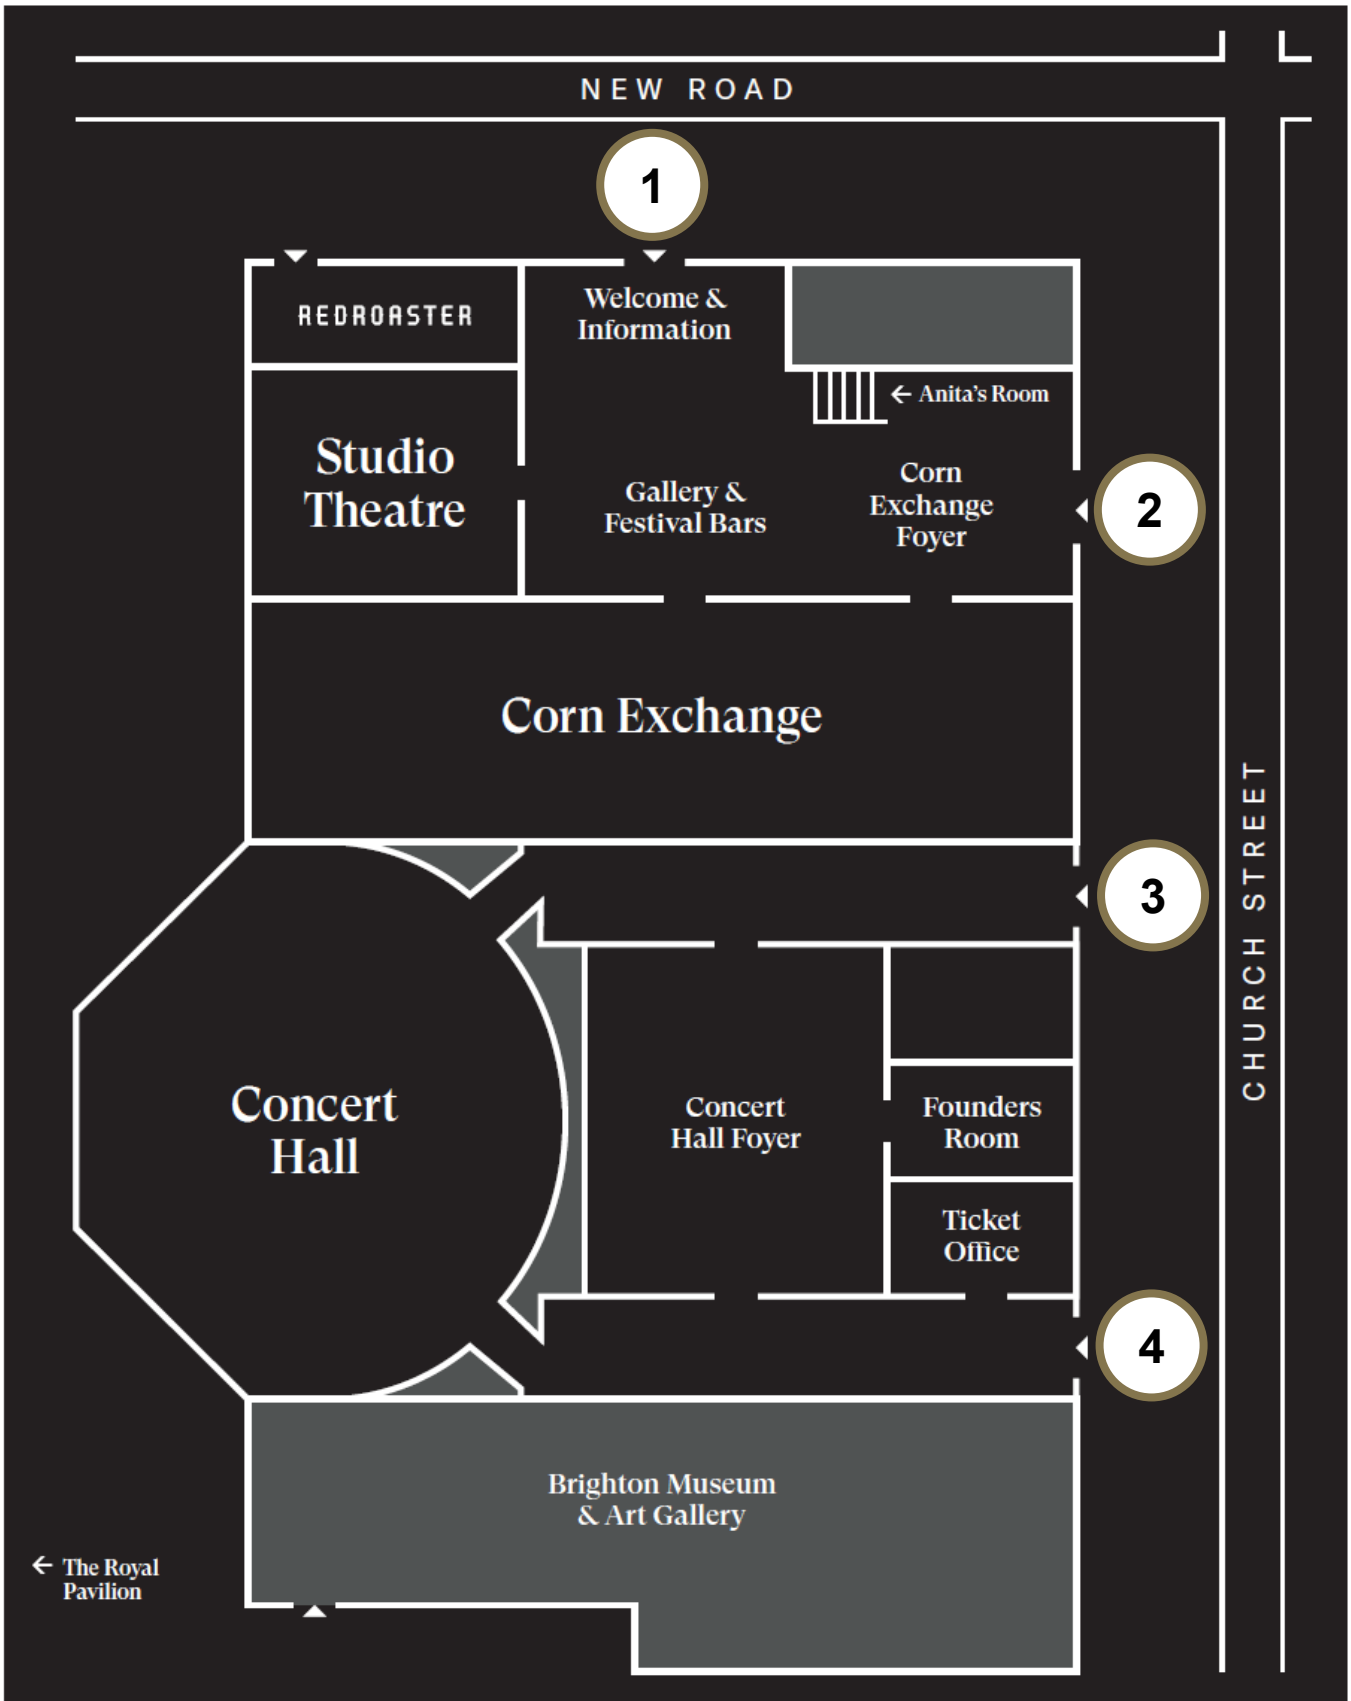 NEW ROAD
1
REDROASTER
Welcome &
Information
← Anita's Room
Studio
Theatre
Gallery &
Festival Bars
Corn
Exchange
Foyer
2
Corn Exchange
3
CHURCH STREET
Concert
Hall
Concert
Hall Foyer
Founders
Room
Ticket
Office
4
Brighton Museum
& Art Gallery
← The Royal
Pavilion